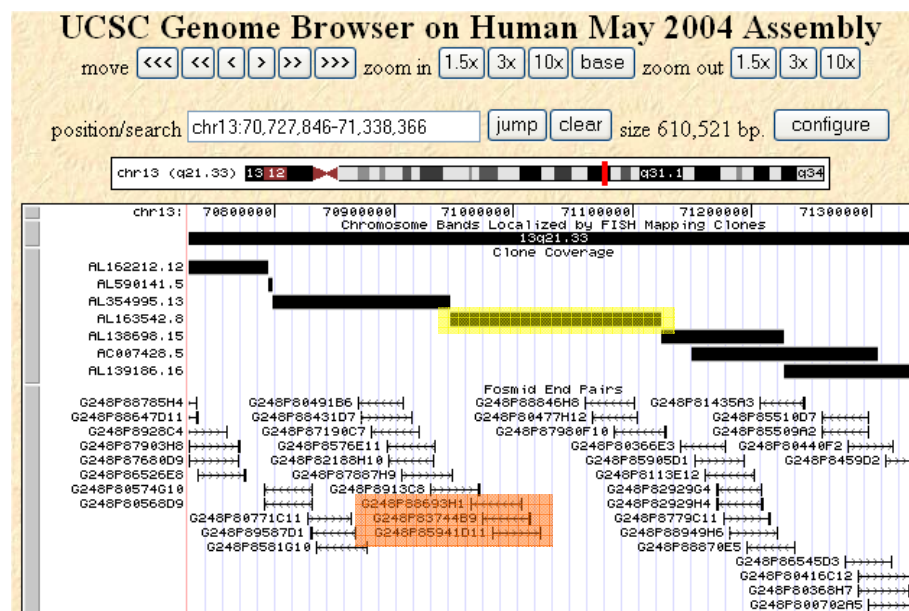 UCSC Genome Browser on Human May 2004 Assembly
move <<< << < > >> >>> zoom in 1.5x 3x 10x base zoom out 1.5x 3x 10x
position/search chr13:70,727,846-71,338,366 jump clear size 610,521 bp. configure
chr13 (q21.33) 13 12 q31.1 q34
chr13: 70800000 70900000 71000000 71100000 71200000 71300000
Chromosome Bands Localized by FISH Mapping Clones
13q21.33
Clone Coverage
AL162212.12
AL590141.5
AL354995.13
AL163542.8
AL138698.15
AC007428.5
AL139186.16
Fosmid End Pairs
G248P88785H4 G248P80491B6 G248P88846H8 G248P81435A3
G248P88647D11 G248P88431D7 G248P80477H12 G248P85510D7
G248P8928C4 G248P87190C7 G248P87980F10 G248P85509A2
G248P87903H8 G248P8576E11 G248P80366E3 G248P80440F2
G248P87680D9 G248P82188H10 G248P85905D1 G248P8459D2
G248P86526E8 G248P87887H9 G248P8113E12
G248P80574G10 G248P8913C8 G248P82929G4
G248P80568D9 G248P88693H1 G248P82929H4
G248P80771C11 G248P83744B9 G248P8779C11
G248P89587D1 G248P85941D11 G248P88949H6
G248P8581G10 G248P88870E5
G248P86545D3
G248P80416C12
G248P80368H7
G248P800702A5